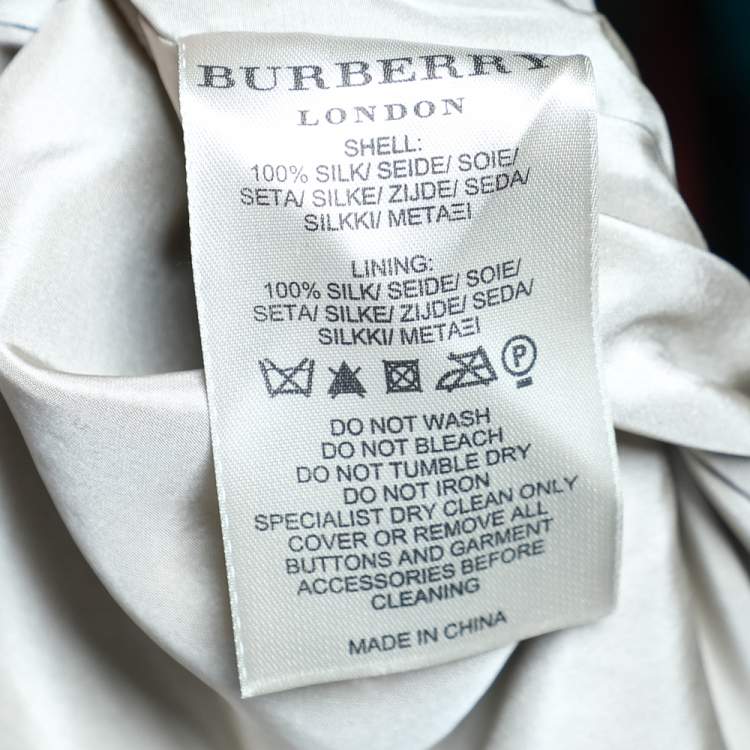 BURBERRY
LONDON
SHELL:
100% SILK/ SEIDE/ SOIE/
SETA/ SILKE/ ZIJDE/ SEDA/
SILKKI/ ΜΕΤΑΞΙ
LINING:
100% SILK/ SEIDE/ SOIE/
SETA/ SILKE/ ZIJDE/ SEDA/
SILKKI/ ΜΕΤΑΞΙ
P
DO NOT WASH
DO NOT BLEACH
DO NOT TUMBLE DRY
DO NOT IRON
SPECIALIST DRY CLEAN ONLY
COVER OR REMOVE ALL
BUTTONS AND GARMENT
ACCESSORIES BEFORE
CLEANING
MADE IN CHINA